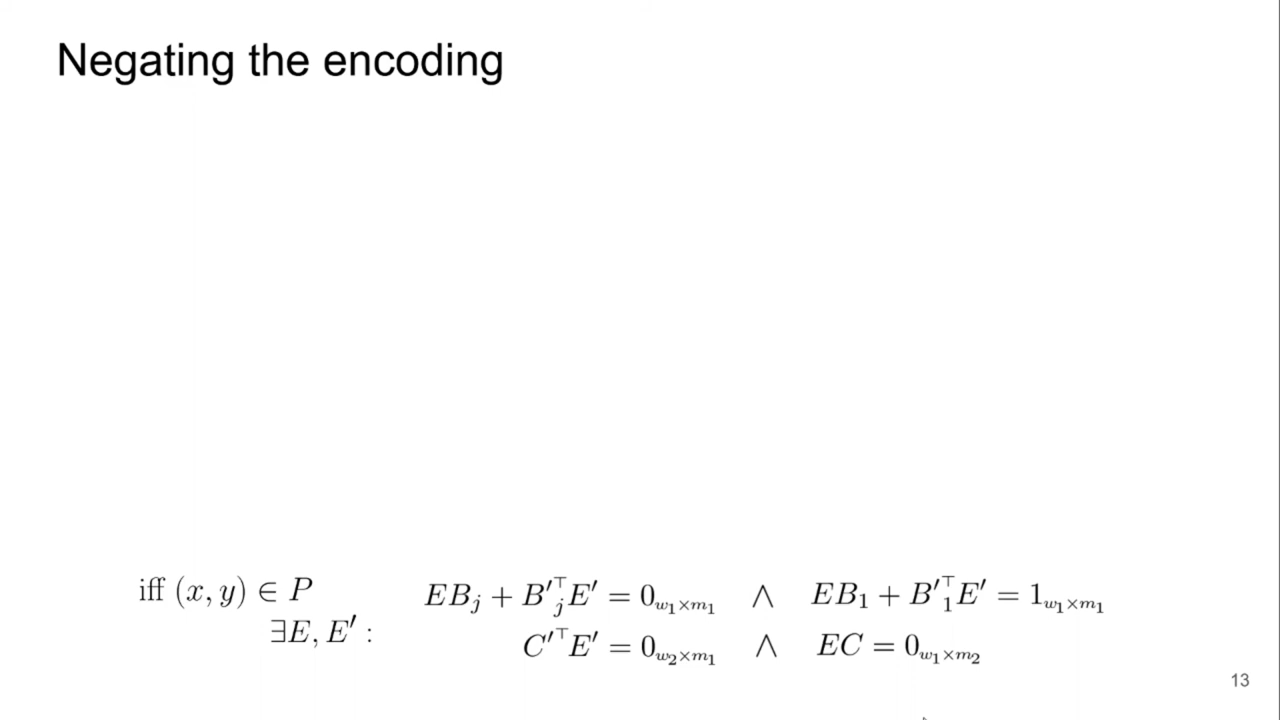 Negating the encoding
iff (x, y) ∈ P
EB_j + B'_j^⊤E' = 0_{w_1×m_1} ∧ EB_1 + B'_1^⊤E' = 1_{w_1×m_1}
∃E, E' :
C'^⊤E' = 0_{w_2×m_1} ∧ EC = 0_{w_1×m_2}
13